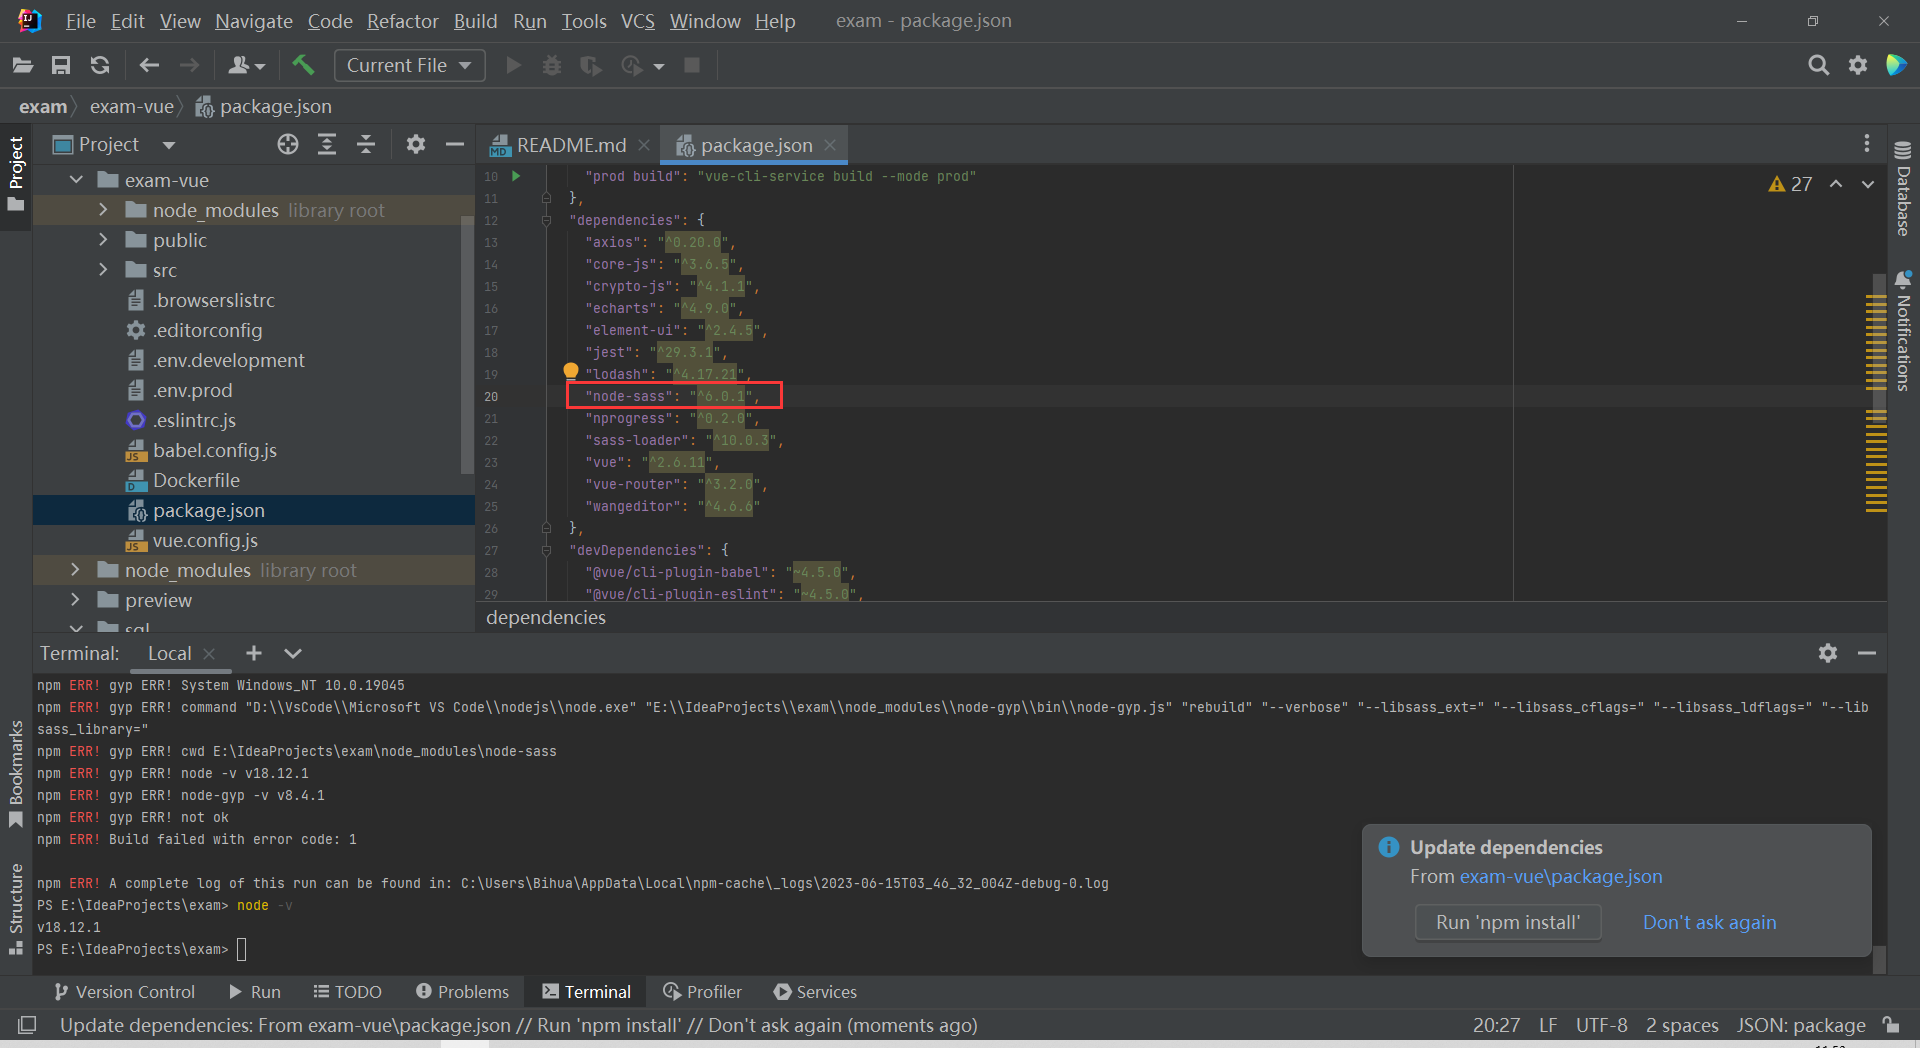 File Edit View Navigate Code Refactor Build Run Tools VCS Window Help exam - package.json
Current File
exam exam-vue package.json
Project
Project
README.md
package.json
exam-vue
node_modules library root
public
src
.browserslistrc
.editorconfig
.env.development
.env.prod
.eslintrc.js
babel.config.js
Dockerfile
package.json
vue.config.js
node_modules library root
preview
sql
27
10 "prod build": "vue-cli-service build --mode prod"
11 },
12 "dependencies": {
13 "axios": "^0.20.0",
14 "core-js": "^3.6.5",
15 "crypto-js": "^4.1.1",
16 "echarts": "^4.9.0",
17 "element-ui": "^2.4.5",
18 "jest": "^29.3.1",
19 "lodash": "^4.17.21",
20 "node-sass": "^6.0.1",
21 "nprogress": "^0.2.0",
22 "sass-loader": "^10.0.3",
23 "vue": "^2.6.11",
24 "vue-router": "^3.2.0",
25 "wangeditor": "^4.6.6"
26 },
27 "devDependencies": {
28 "@vue/cli-plugin-babel": "~4.5.0",
29 "@vue/cli-plugin-eslint": "~4.5.0",
dependencies
Database
Notifications
Terminal: Local
npm ERR! gyp ERR! System Windows_NT 10.0.19045
npm ERR! gyp ERR! command "D:\\VsCode\\Microsoft VS Code\\nodejs\\node.exe" "E:\\IdeaProjects\\exam\\node_modules\\node-gyp\\bin\\node-gyp.js" "rebuild" "--verbose" "--libsass_ext=" "--libsass_cflags=" "--libsass_ldflags=" "--lib
sass_library="
npm ERR! gyp ERR! cwd E:\IdeaProjects\exam\node_modules\node-sass
npm ERR! gyp ERR! node -v v18.12.1
npm ERR! gyp ERR! node-gyp -v v8.4.1
npm ERR! gyp ERR! not ok
npm ERR! Build failed with error code: 1
npm ERR! A complete log of this run can be found in: C:\Users\Bihua\AppData\Local\npm-cache\_logs\2023-06-15T03_46_32_004Z-debug-0.log
PS E:\IdeaProjects\exam> node -v
v18.12.1
PS E:\IdeaProjects\exam>
Bookmarks
Structure
Update dependencies
From exam-vue\package.json
Run 'npm install' Don't ask again
Version Control Run TODO Problems Terminal Profiler Services
Update dependencies: From exam-vue\package.json // Run 'npm install' // Don't ask again (moments ago) 20:27 LF UTF-8 2 spaces JSON: package